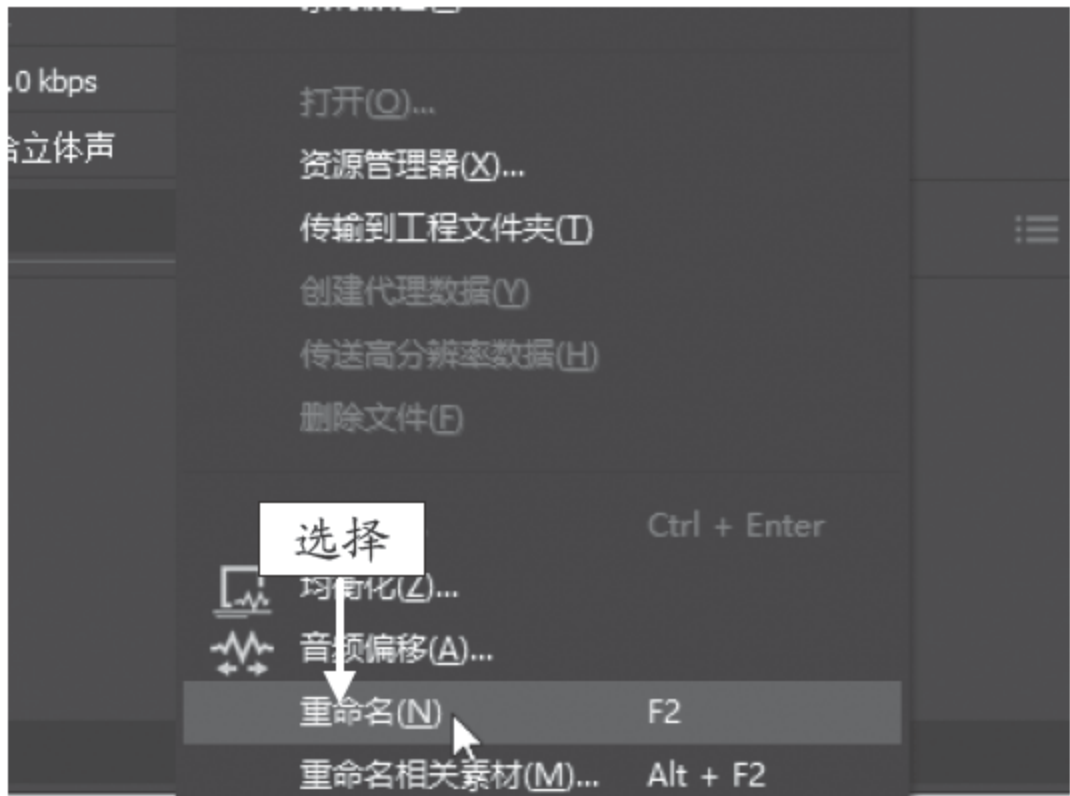 .0 kbps
立体声
打开(O)...
资源管理器(X)...
传输到工程文件夹(T)
创建代理数据(Y)
传送高分辨率数据(H)
删除文件(F)
选择
Ctrl + Enter
均衡化(Z)...
音频偏移(A)...
重命名(N) F2
重命名相关素材(M)... Alt + F2